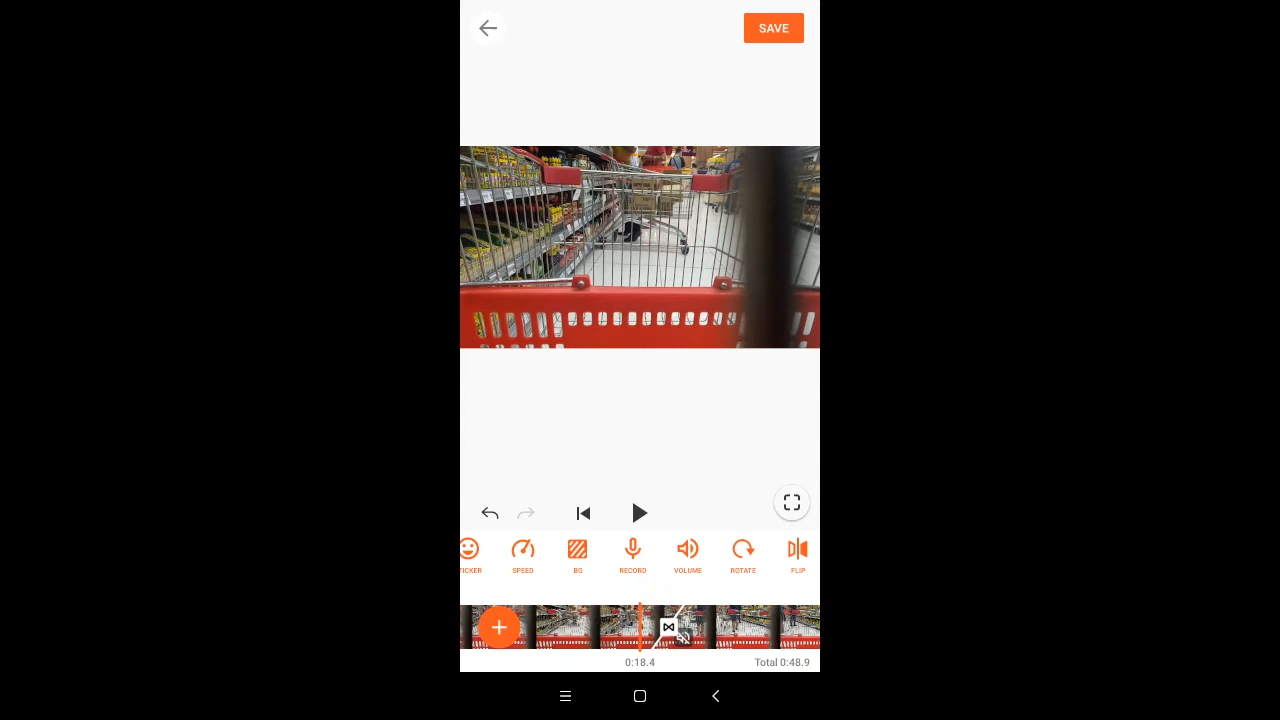 SAVE
TICKER SPEED BG RECORD VOLUME ROTATE FLIP
0:18.4 Total 0:48.9